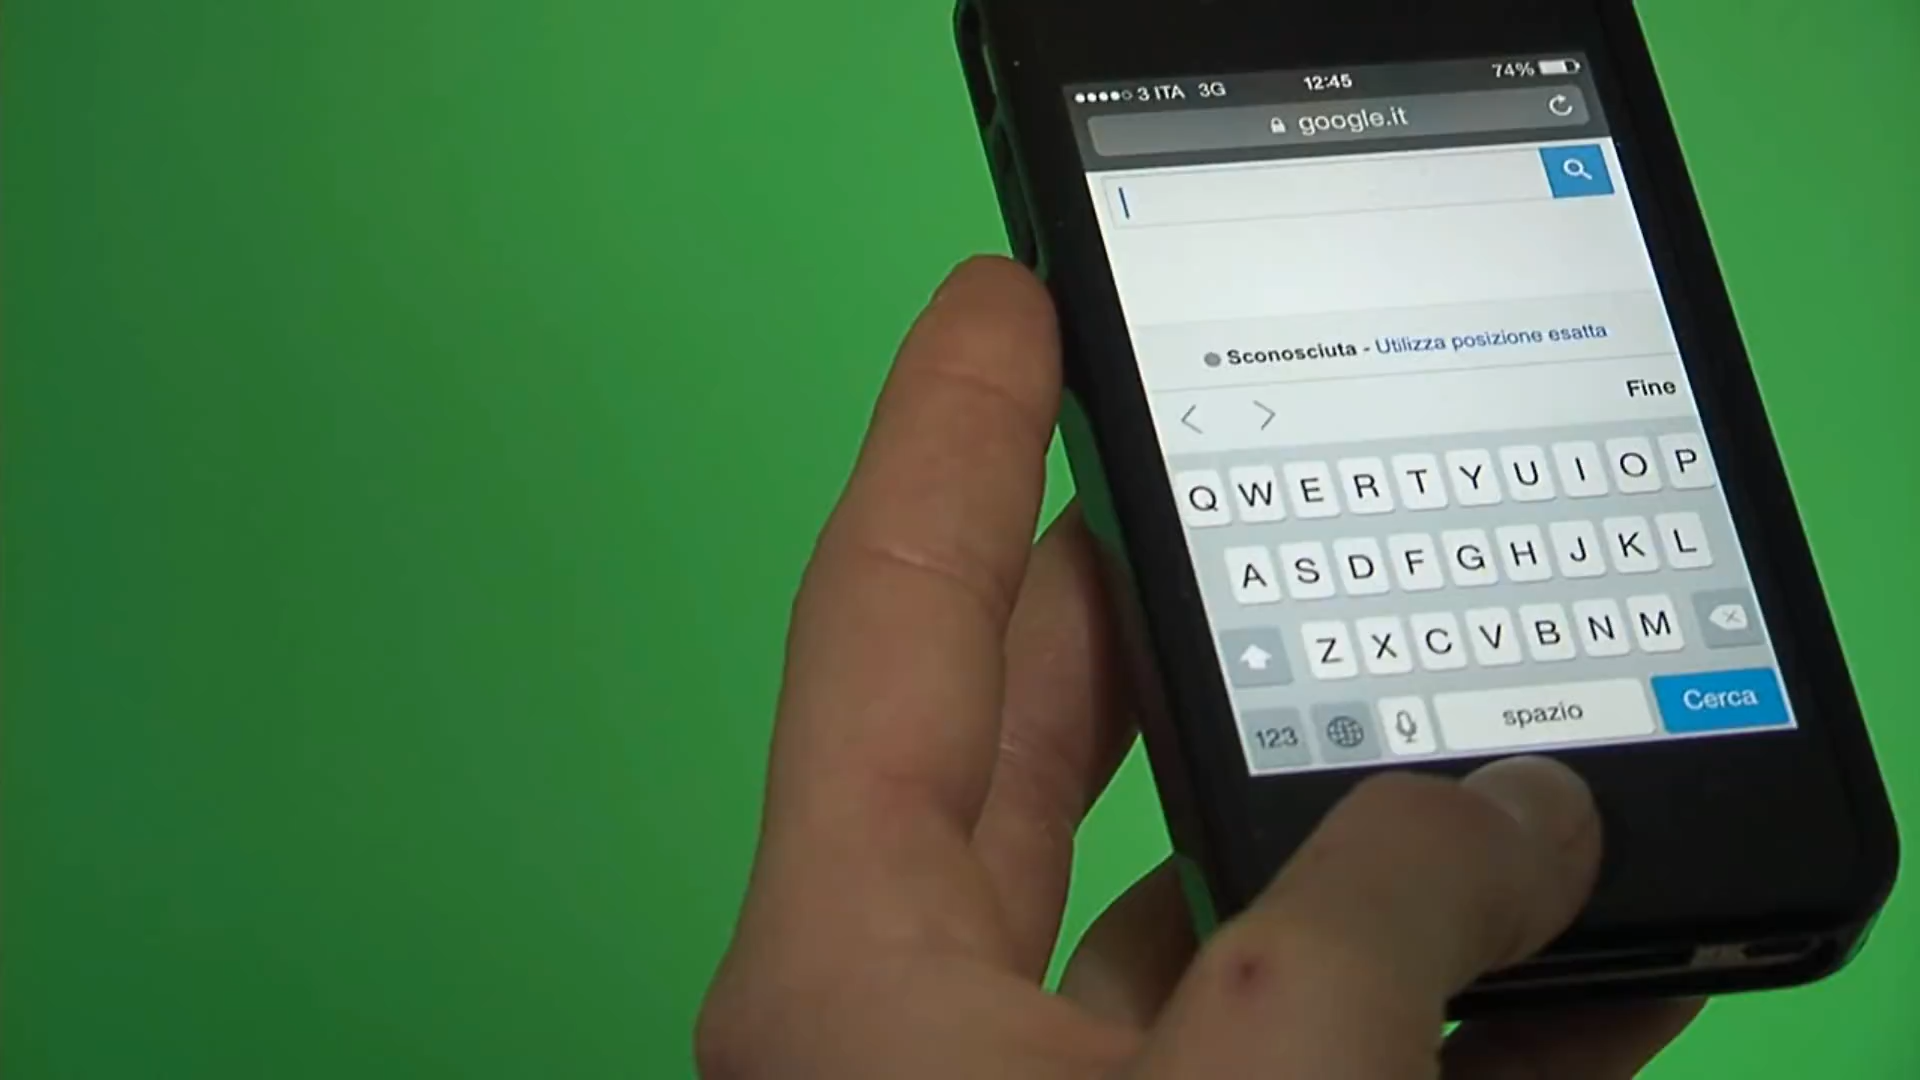 3 ITA 3G 12:45 74%
google.it
Sconosciuta - Utilizza posizione esatta
Fine
Q W E R T Y U I O P
A S D F G H J K L
Z X C V B N M
123 spazio Cerca